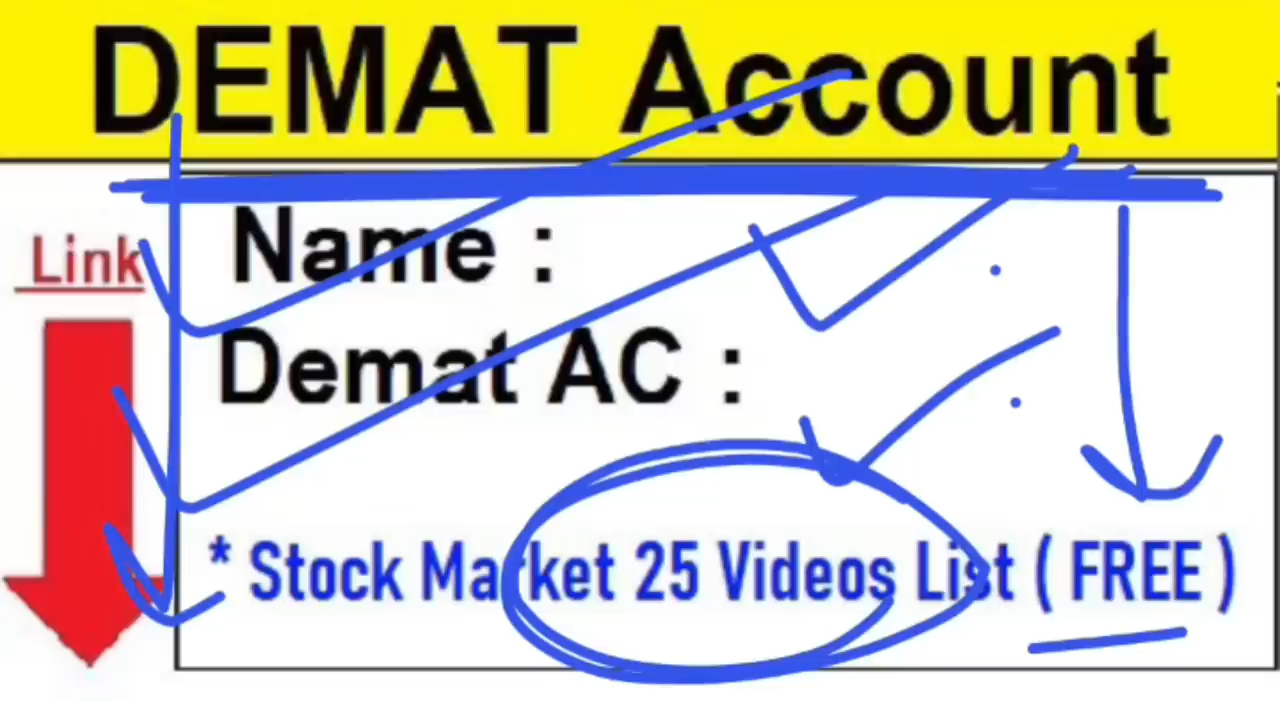 DEMAT Account
Link
Name :
Demat AC :
* Stock Market 25 Videos List ( FREE )